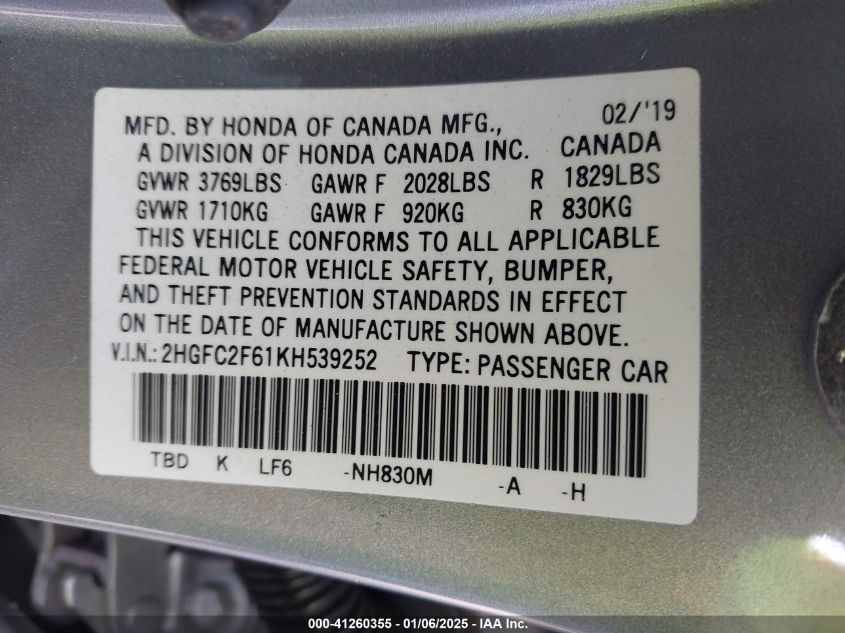 02/'19
MFD. BY HONDA OF CANADA MFG.,
A DIVISION OF HONDA CANADA INC. CANADA
GVWR 3769LBS GAWR F 2028LBS R 1829LBS
GVWR 1710KG GAWR F 920KG R 830KG
THIS VEHICLE CONFORMS TO ALL APPLICABLE
FEDERAL MOTOR VEHICLE SAFETY, BUMPER,
AND THEFT PREVENTION STANDARDS IN EFFECT
ON THE DATE OF MANUFACTURE SHOWN ABOVE.
V.I.N.: 2HGFC2F61KH539252 TYPE: PASSENGER CAR
TBD K LF6 -NH830M -A -H
000-41260355 | 01/06/2025 - IAA Inc.